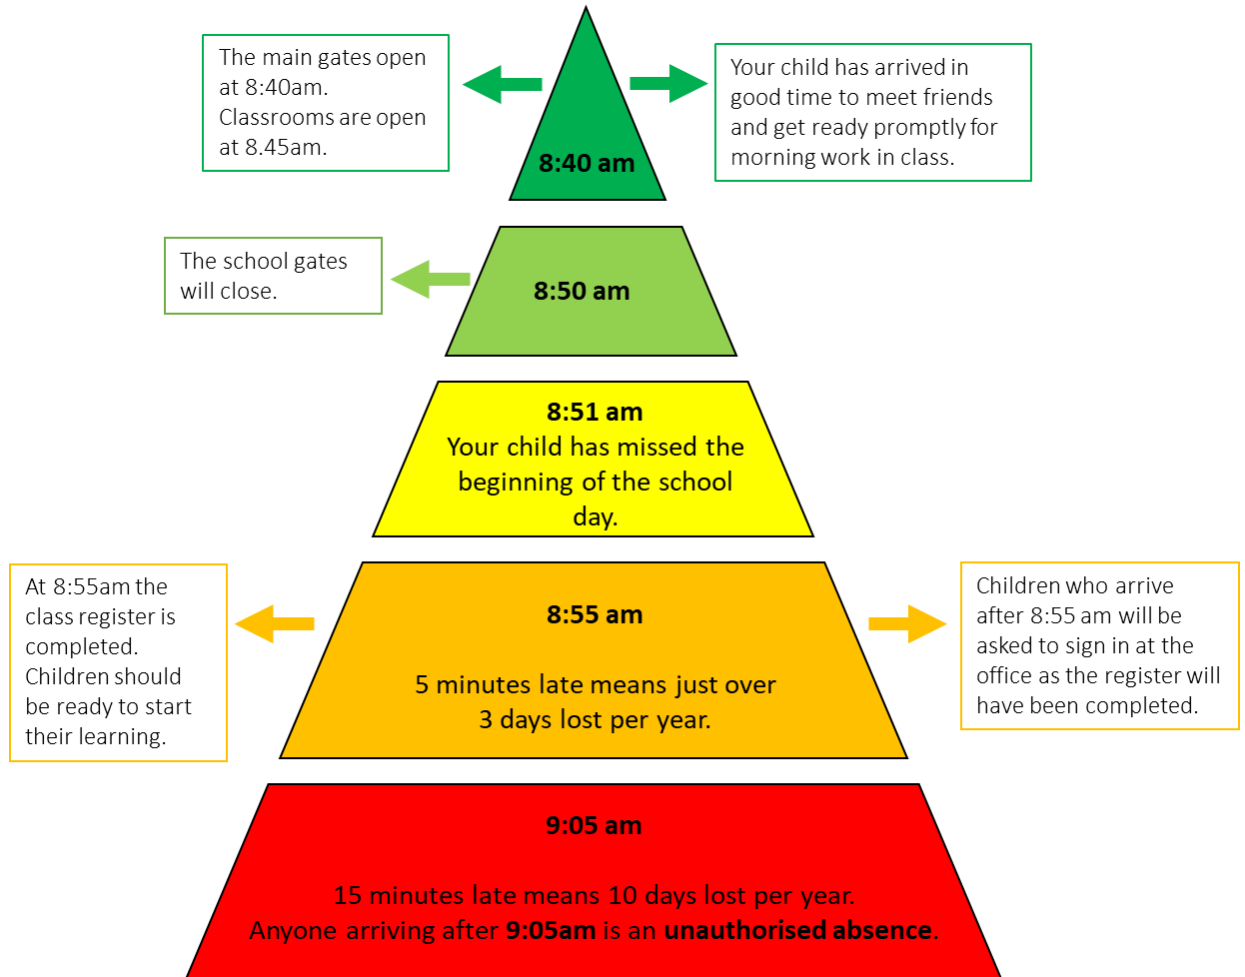 The main gates open
at 8:40am.
Classrooms are open
at 8.45am.
8:40 am
Your child has arrived in
good time to meet friends
and get ready promptly for
morning work in class.
The school gates
will close.
8:50 am
8:51 am
Your child has missed the
beginning of the school
day.
At 8:55am the
class register is
completed.
Children should
be ready to start
their learning.
8:55 am
5 minutes late means just over
3 days lost per year.
Children who arrive
after 8:55 am will be
asked to sign in at the
office as the register will
have been completed.
9:05 am
15 minutes late means 10 days lost per year.
Anyone arriving after 9:05am is an unauthorised absence.